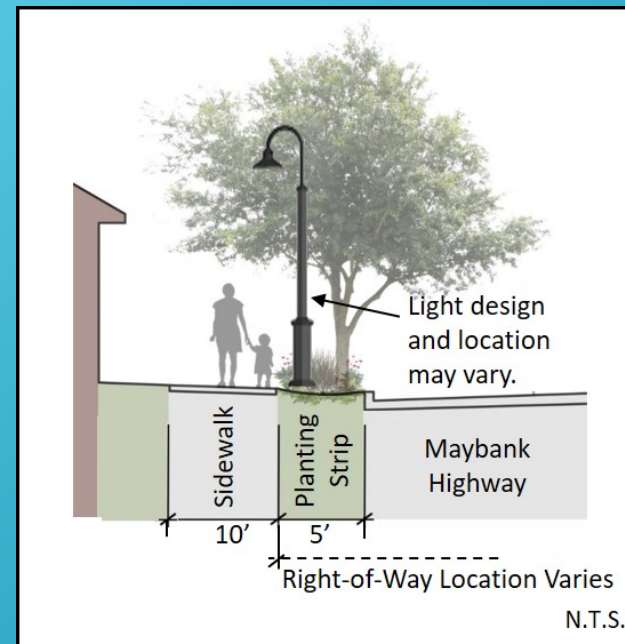 Light design
and location
may vary.
Sidewalk
Planting
Strip
Maybank
Highway
10’
5’
Right-of-Way Location Varies
N.T.S.